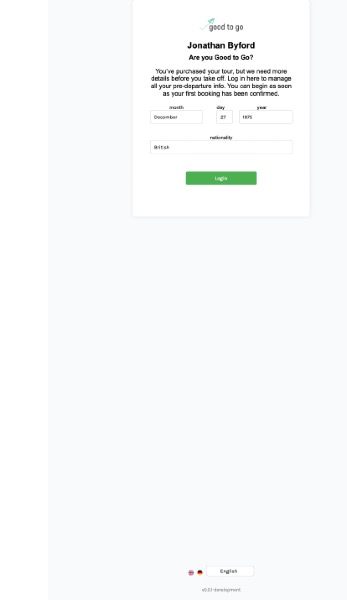 good to go
Jonathan Byford
Are you Good to Go?
You've purchased your tour, but we need more
details before you take off. Log in here to manage
all your pre-departure info. You can begin as soon
as your first booking has been confirmed.
month day year
December 27 1975
nationality
British
Login
English
v0.0.1-development